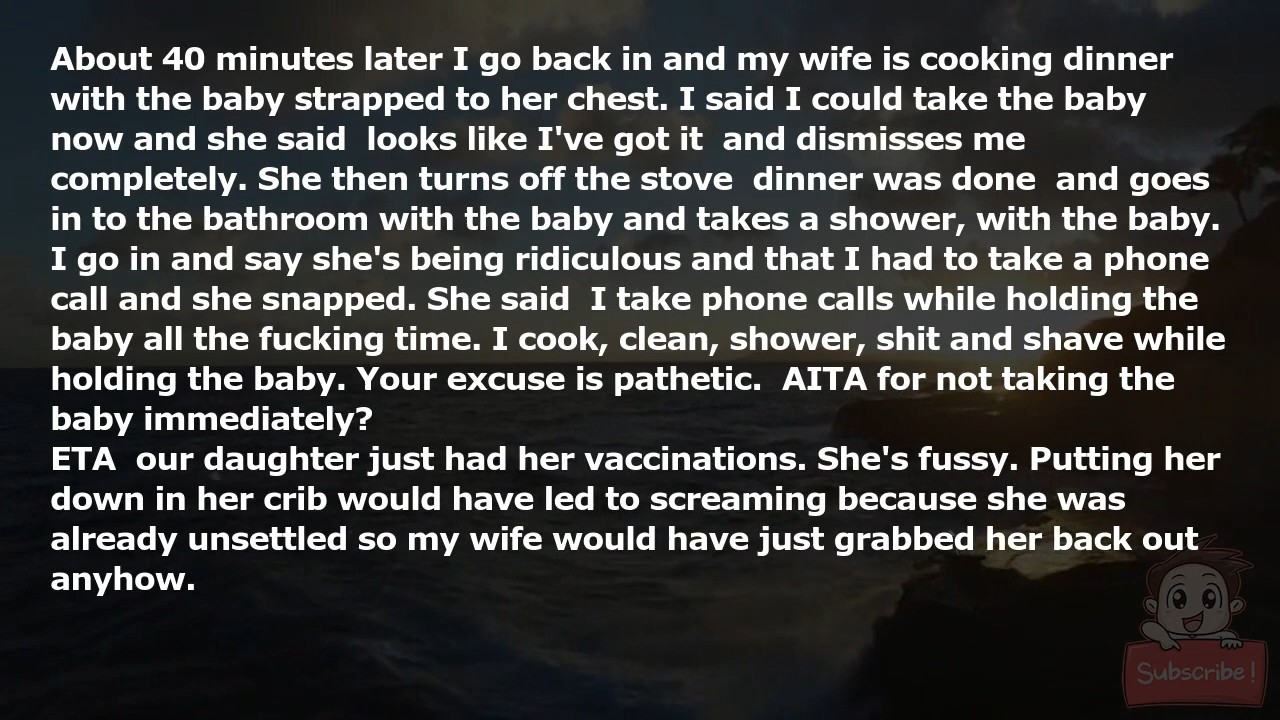 About 40 minutes later I go back in and my wife is cooking dinner
with the baby strapped to her chest. I said I could take the baby
now and she said  looks like I've got it  and dismisses me
completely. She then turns off the stove  dinner was done  and goes
in to the bathroom with the baby and takes a shower, with the baby.
I go in and say she's being ridiculous and that I had to take a phone
call and she snapped. She said  I take phone calls while holding the
baby all the fucking time. I cook, clean, shower, shit and shave while
holding the baby. Your excuse is pathetic.  AITA for not taking the
baby immediately?
ETA  our daughter just had her vaccinations. She's fussy. Putting her
down in her crib would have led to screaming because she was
already unsettled so my wife would have just grabbed her back out
anyhow.
Subscribe!